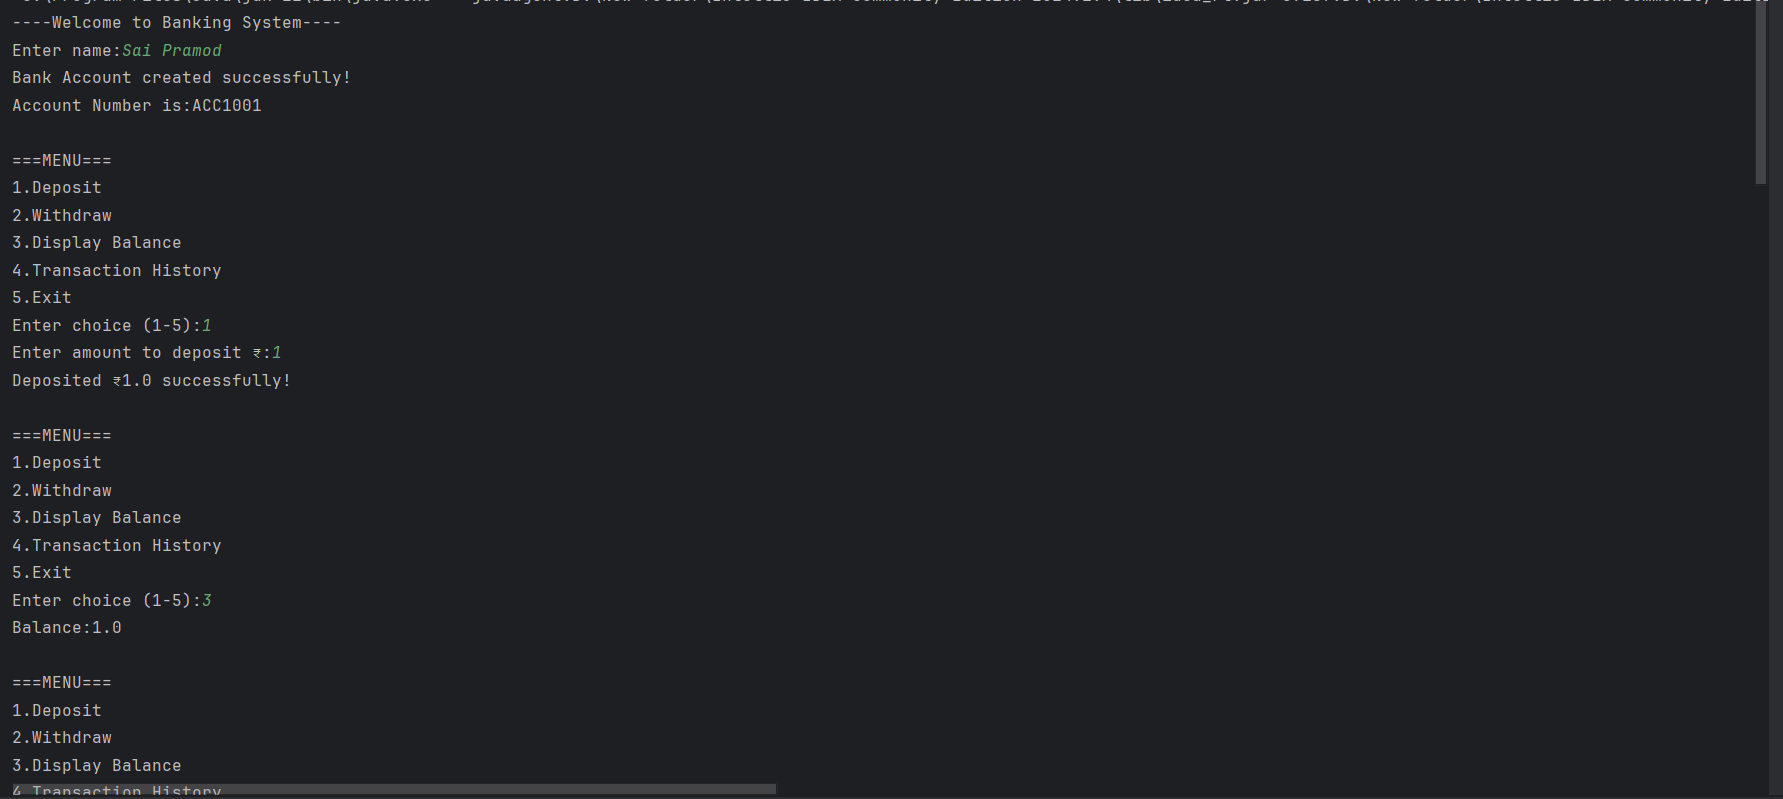 ----Welcome to Banking System----
Enter name:Sai Pramod
Bank Account created successfully!
Account Number is:ACC1001
===MENU===
1.Deposit
2.Withdraw
3.Display Balance
4.Transaction History
5.Exit
Enter choice (1-5):1
Enter amount to deposit ₹:1
Deposited ₹1.0 successfully!
===MENU===
1.Deposit
2.Withdraw
3.Display Balance
4.Transaction History
5.Exit
Enter choice (1-5):3
Balance:1.0
===MENU===
1.Deposit
2.Withdraw
3.Display Balance
4.Transaction History